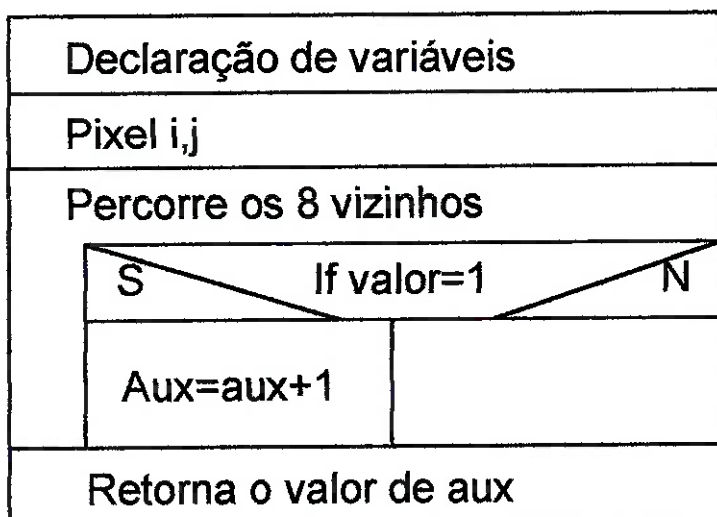 Declaração de variáveis
Pixel i,j
Percorre os 8 vizinhos
S If valor=1 N
Aux=aux+1
Retorna o valor de aux